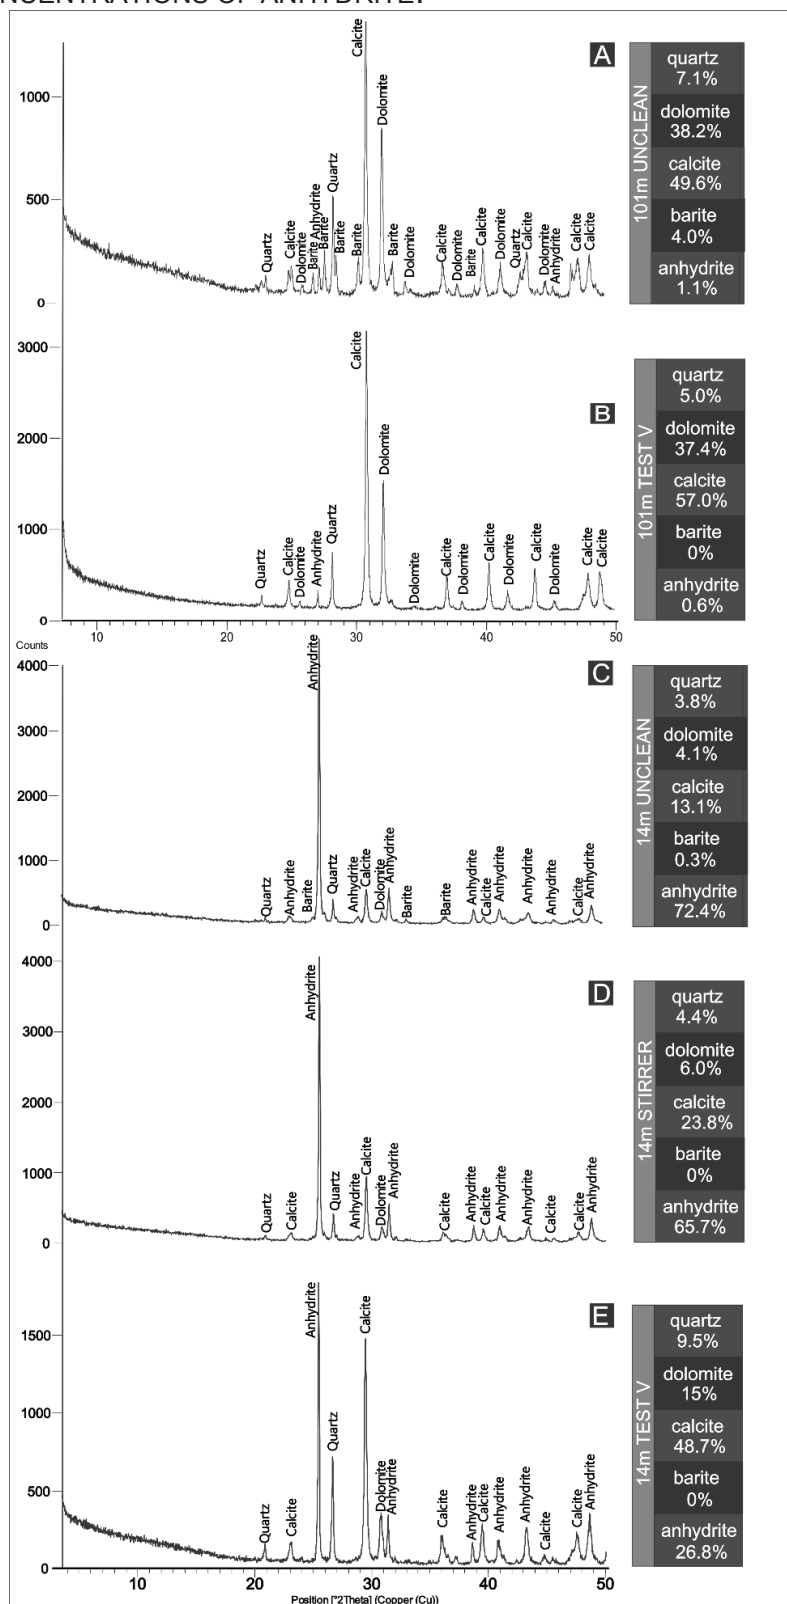 NCENTRATIONS OF ANHYDRITE.
A
1000
500
0
Quartz
Calcite
Dolomite
Barite
Anhydrite
Barite
Quartz
Barite
Barite
Calcite
Dolomite
Barite
Dolomite
Calcite
Dolomite
Barite
Calcite
Dolomite
Quartz
Calcite
Dolomite
Anhydrite
Calcite
Calcite
101m UNCLEAN
quartz
7.1%
dolomite
38.2%
calcite
49.6%
barite
4.0%
anhydrite
1.1%
B
3000
2000
1000
0
Quartz
Calcite
Dolomite
Anhydrite
Quartz
Calcite
Dolomite
Dolomite
Calcite
Dolomite
Calcite
Dolomite
Calcite
Dolomite
Calcite
Calcite
10
20
30
40
50
101m TEST V
quartz
5.0%
dolomite
37.4%
calcite
57.0%
barite
0%
anhydrite
0.6%
Counts
C
4000
3000
2000
1000
0
Quartz
Anhydrite
Barite
Anhydrite
Quartz
Anhydrite
Calcite
Dolomite
Anhydrite
Barite
Barite
Anhydrite
Calcite
Anhydrite
Anhydrite
Anhydrite
Calcite
Anhydrite
14m UNCLEAN
quartz
3.8%
dolomite
4.1%
calcite
13.1%
barite
0.3%
anhydrite
72.4%
D
4000
3000
2000
1000
0
Quartz
Calcite
Anhydrite
Quartz
Anhydrite
Calcite
Dolomite
Anhydrite
Calcite
Anhydrite
Calcite
Anhydrite
Anhydrite
Calcite
Calcite
Anhydrite
14m STIRRER
quartz
4.4%
dolomite
6.0%
calcite
23.8%
barite
0%
anhydrite
65.7%
E
1500
1000
500
0
Quartz
Calcite
Anhydrite
Quartz
Calcite
Dolomite
Anhydrite
Calcite
Anhydrite
Calcite
Anhydrite
Anhydrite
Calcite
Calcite
Anhydrite
10
20
30
40
50
Position [°2Theta] (Copper (Cu))
14m TEST V
quartz
9.5%
dolomite
15%
calcite
48.7%
barite
0%
anhydrite
26.8%